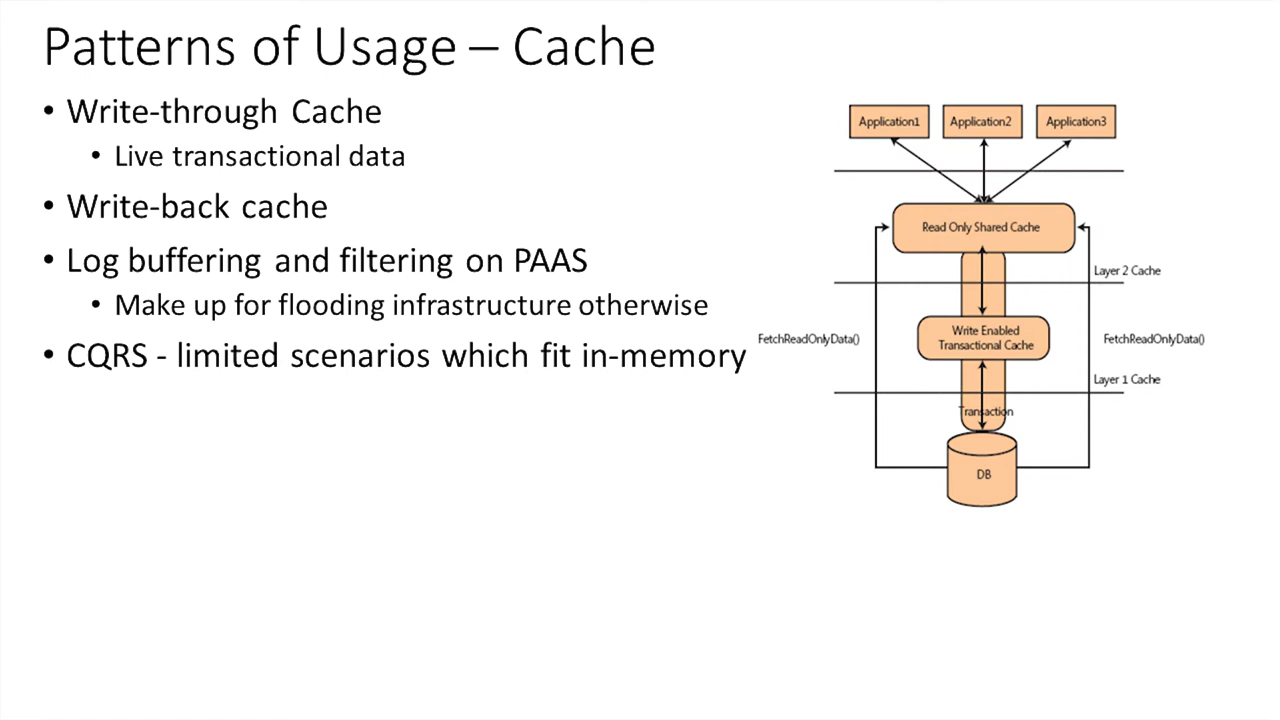 Patterns of Usage – Cache
• Write-through Cache
• Live transactional data
• Write-back cache
• Log buffering and filtering on PAAS
• Make up for flooding infrastructure otherwise
• CQRS - limited scenarios which fit in-memory
Application1
Application2
Application3
Read Only Shared Cache
Layer 2 Cache
Write Enabled
Transactional Cache
FetchReadOnlyData()
FetchReadOnlyData()
Layer 1 Cache
Transaction
DB